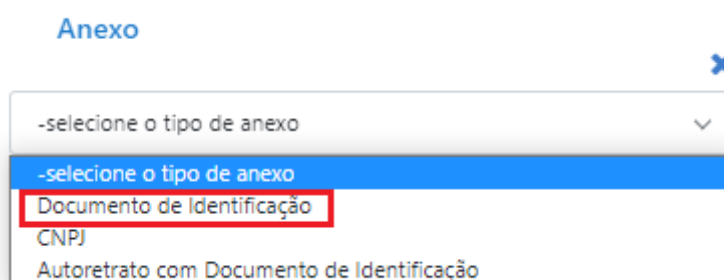 Anexo
-selecione o tipo de anexo
-selecione o tipo de anexo
Documento de Identificação
CNPJ
Autoretrato com Documento de Identificação